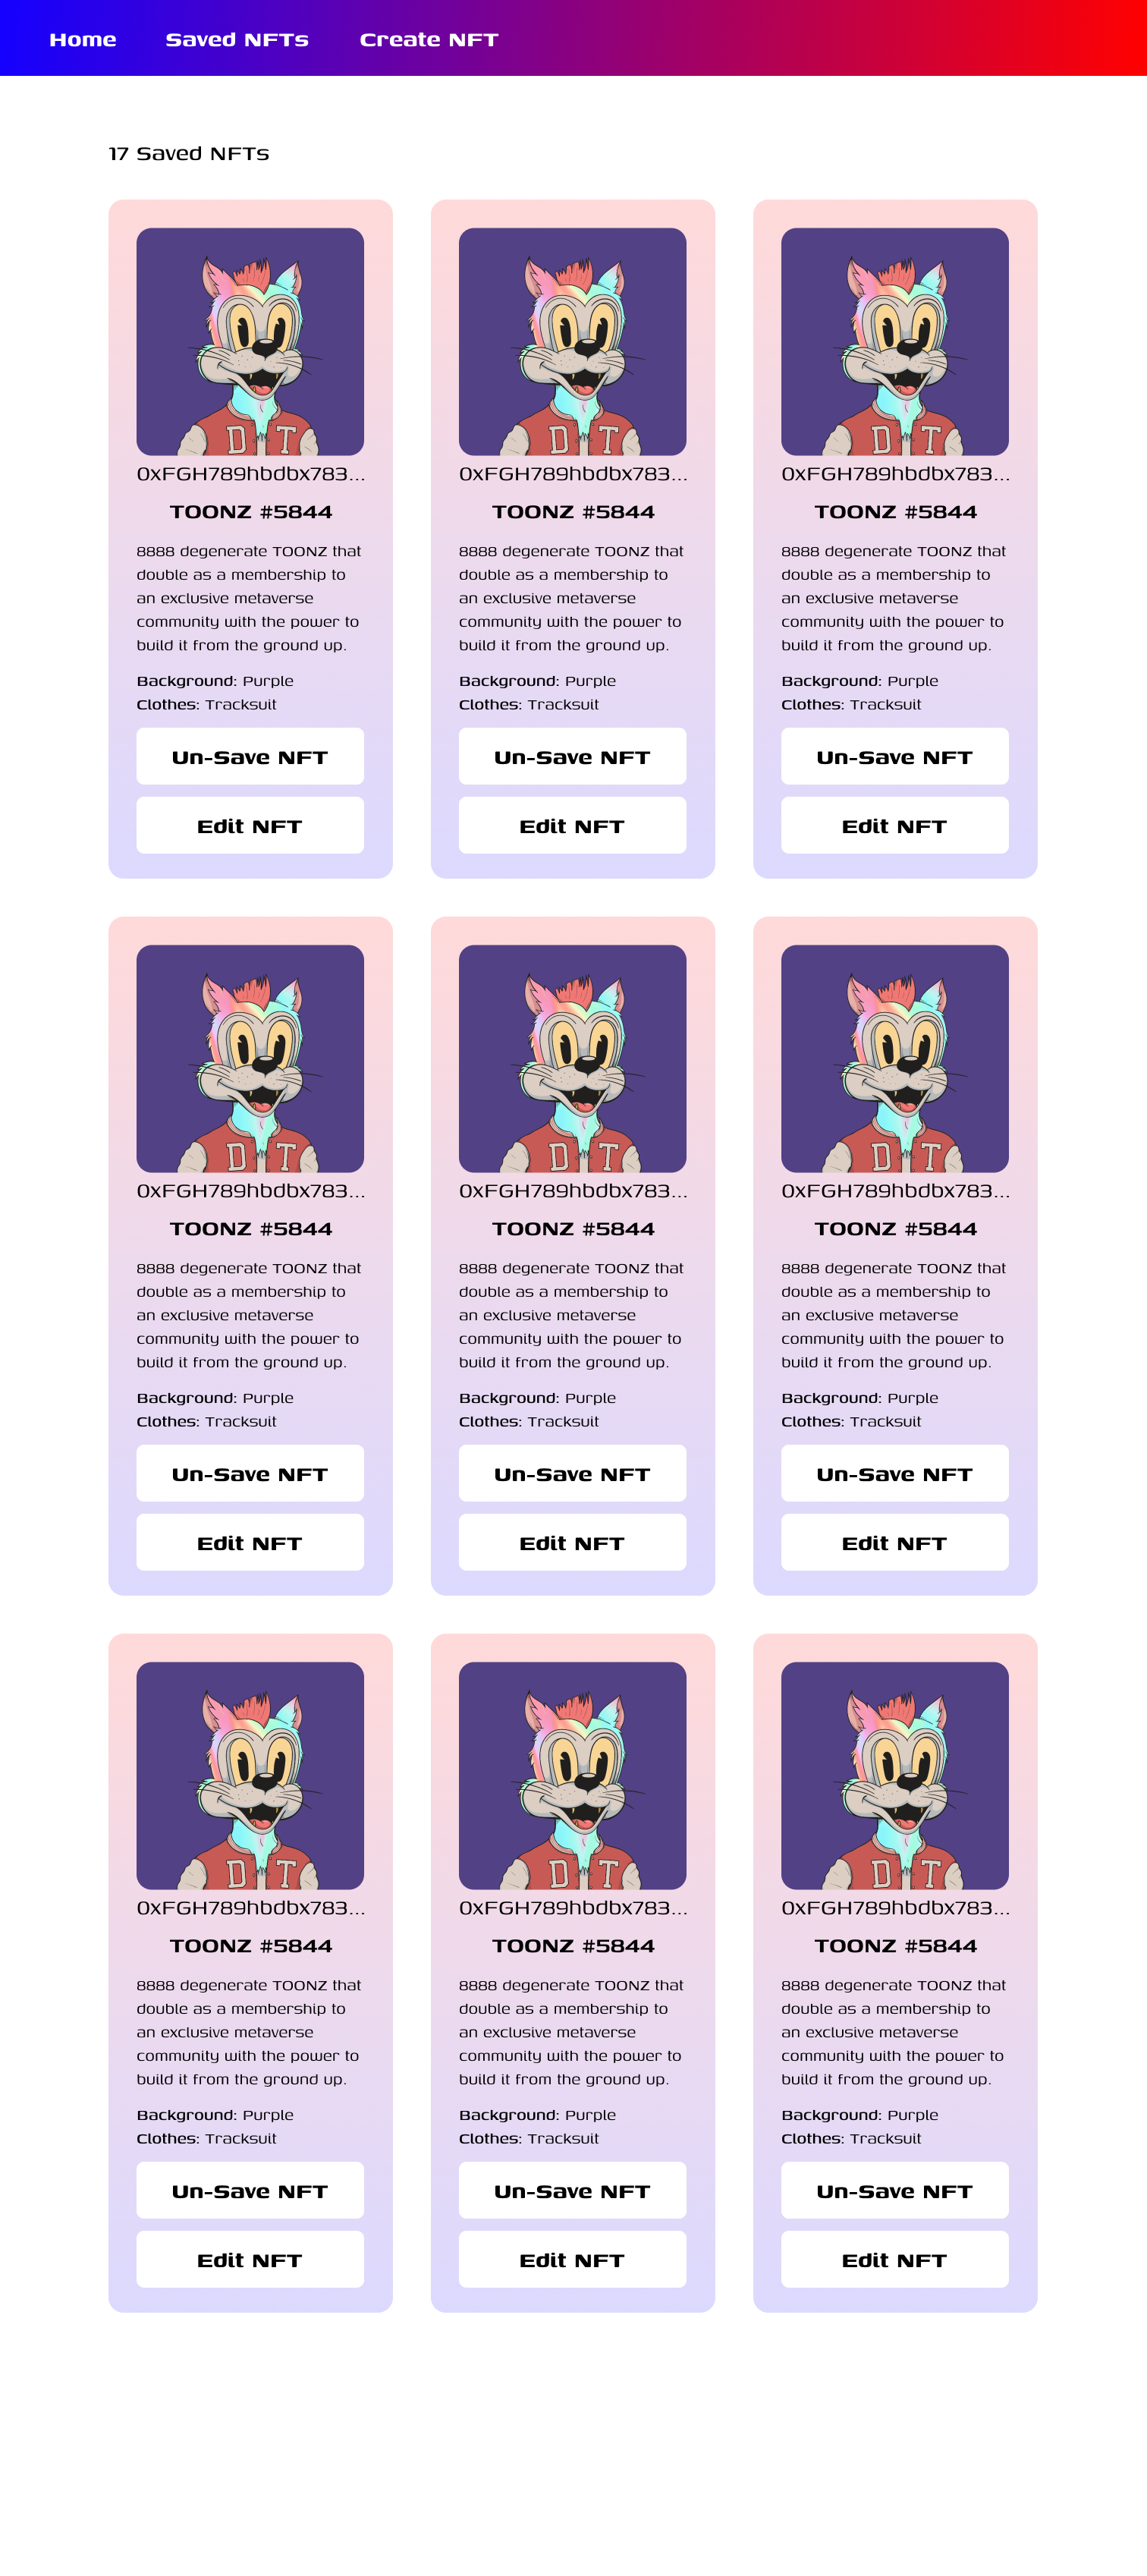 Home Saved NFTs Create NFT
17 Saved NFTs
D T
0xFGH789hbdbx783...
TOONZ #5844
8888 degenerate TOONZ that
double as a membership to
an exclusive metaverse
community with the power to
build it from the ground up.
Background: Purple
Clothes: Tracksuit
Un-Save NFT
Edit NFT
D T
0xFGH789hbdbx783...
TOONZ #5844
8888 degenerate TOONZ that
double as a membership to
an exclusive metaverse
community with the power to
build it from the ground up.
Background: Purple
Clothes: Tracksuit
Un-Save NFT
Edit NFT
D T
0xFGH789hbdbx783...
TOONZ #5844
8888 degenerate TOONZ that
double as a membership to
an exclusive metaverse
community with the power to
build it from the ground up.
Background: Purple
Clothes: Tracksuit
Un-Save NFT
Edit NFT
D T
0xFGH789hbdbx783...
TOONZ #5844
8888 degenerate TOONZ that
double as a membership to
an exclusive metaverse
community with the power to
build it from the ground up.
Background: Purple
Clothes: Tracksuit
Un-Save NFT
Edit NFT
D T
0xFGH789hbdbx783...
TOONZ #5844
8888 degenerate TOONZ that
double as a membership to
an exclusive metaverse
community with the power to
build it from the ground up.
Background: Purple
Clothes: Tracksuit
Un-Save NFT
Edit NFT
D T
0xFGH789hbdbx783...
TOONZ #5844
8888 degenerate TOONZ that
double as a membership to
an exclusive metaverse
community with the power to
build it from the ground up.
Background: Purple
Clothes: Tracksuit
Un-Save NFT
Edit NFT
D T
0xFGH789hbdbx783...
TOONZ #5844
8888 degenerate TOONZ that
double as a membership to
an exclusive metaverse
community with the power to
build it from the ground up.
Background: Purple
Clothes: Tracksuit
Un-Save NFT
Edit NFT
D T
0xFGH789hbdbx783...
TOONZ #5844
8888 degenerate TOONZ that
double as a membership to
an exclusive metaverse
community with the power to
build it from the ground up.
Background: Purple
Clothes: Tracksuit
Un-Save NFT
Edit NFT
D T
0xFGH789hbdbx783...
TOONZ #5844
8888 degenerate TOONZ that
double as a membership to
an exclusive metaverse
community with the power to
build it from the ground up.
Background: Purple
Clothes: Tracksuit
Un-Save NFT
Edit NFT